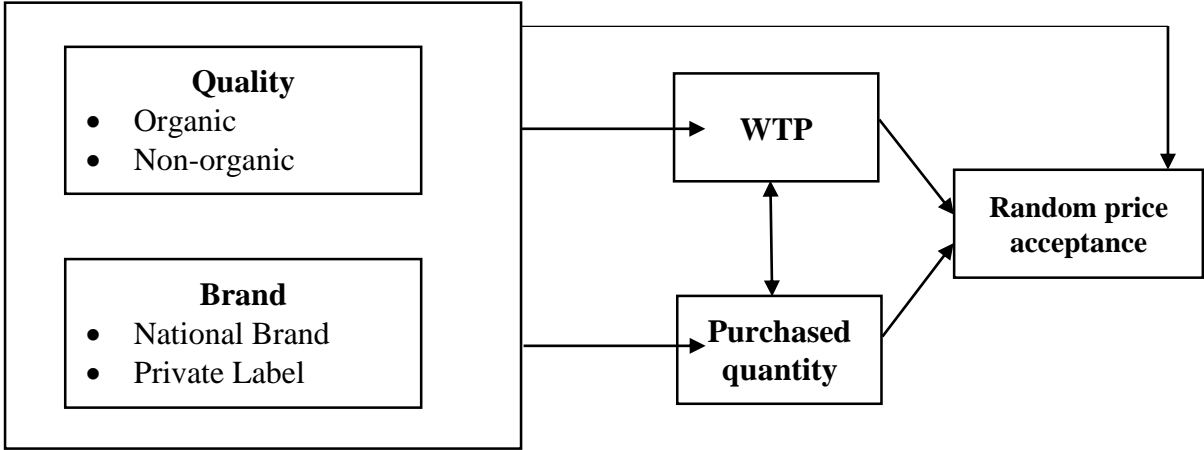 Quality
• Organic
• Non-organic
Brand
• National Brand
• Private Label
WTP
Purchased
quantity
Random price
acceptance